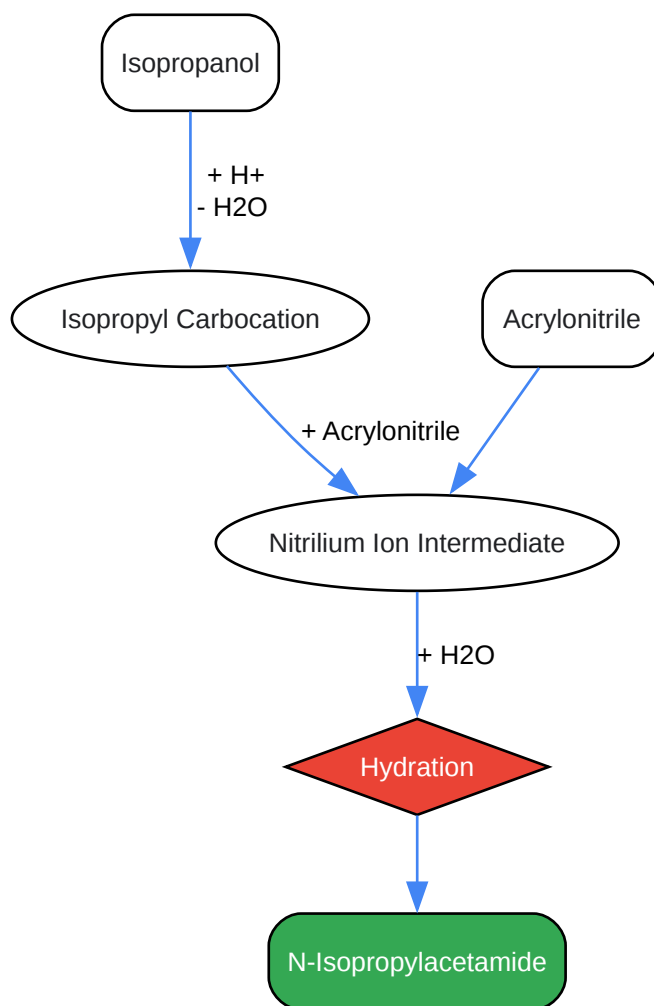 Isopropanol
+ H+
- H2O
Isopropyl Carbocation
Acrylonitrile
+ Acrylonitrile
Nitrilium Ion Intermediate
+ H2O
Hydration
N-Isopropylacetamide